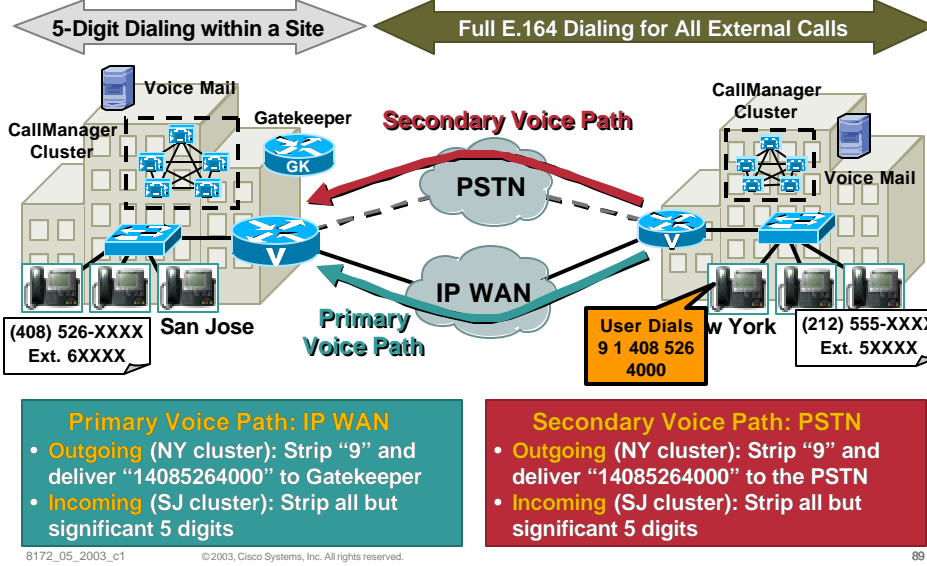 5-Digit Dialing within a Site
Full E.164 Dialing for All External Calls
Voice Mail
CallManager
Cluster
Gatekeeper
GK
Secondary Voice Path
PSTN
CallManager
Cluster
Voice Mail
V
V
IP WAN
Primary
Voice Path
San Jose
(408) 526-XXXX
Ext. 6XXXX
User Dials
9 1 408 526
4000
w York
(212) 555-XXXX
Ext. 5XXXX
Primary Voice Path: IP WAN
• Outgoing (NY cluster): Strip “9” and
deliver “14085264000” to Gatekeeper
• Incoming (SJ cluster): Strip all but
significant 5 digits
Secondary Voice Path: PSTN
• Outgoing (NY cluster): Strip “9” and
deliver “14085264000” to the PSTN
• Incoming (SJ cluster): Strip all but
significant 5 digits
8172_05_2003_c1
© 2003, Cisco Systems, Inc. All rights reserved.
89